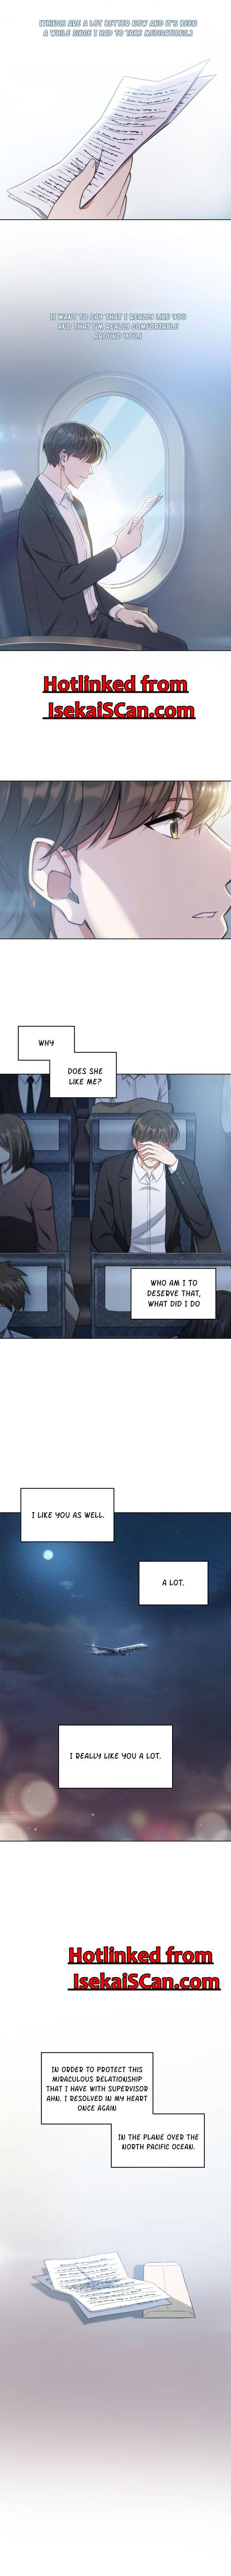 [THINGS ARE A LOT BETTER NOW AND IT'S BEEN
A WHILE SINCE I HAD TO TAKE MEDICATIONS.]
[I WANT TO SAY THAT I REALLY LIKE YOU
AND THAT I'M REALLY COMFORTABLE
AROUND YOU.]
Hotlinked from
IsekaiSCan.com
WHY
DOES SHE
LIKE ME?
WHO AM I TO
DESERVE THAT,
WHAT DID I DO
I LIKE YOU AS WELL.
A LOT.
I REALLY LIKE YOU A LOT.
Hotlinked from
IsekaiSCan.com
IN ORDER TO PROTECT THIS
MIRACULOUS RELATIONSHIP
THAT I HAVE WITH SUPERVISOR
AHN. I RESOLVED IN MY HEART
ONCE AGAIN
IN THE PLANE OVER THE
NORTH PACIFIC OCEAN.